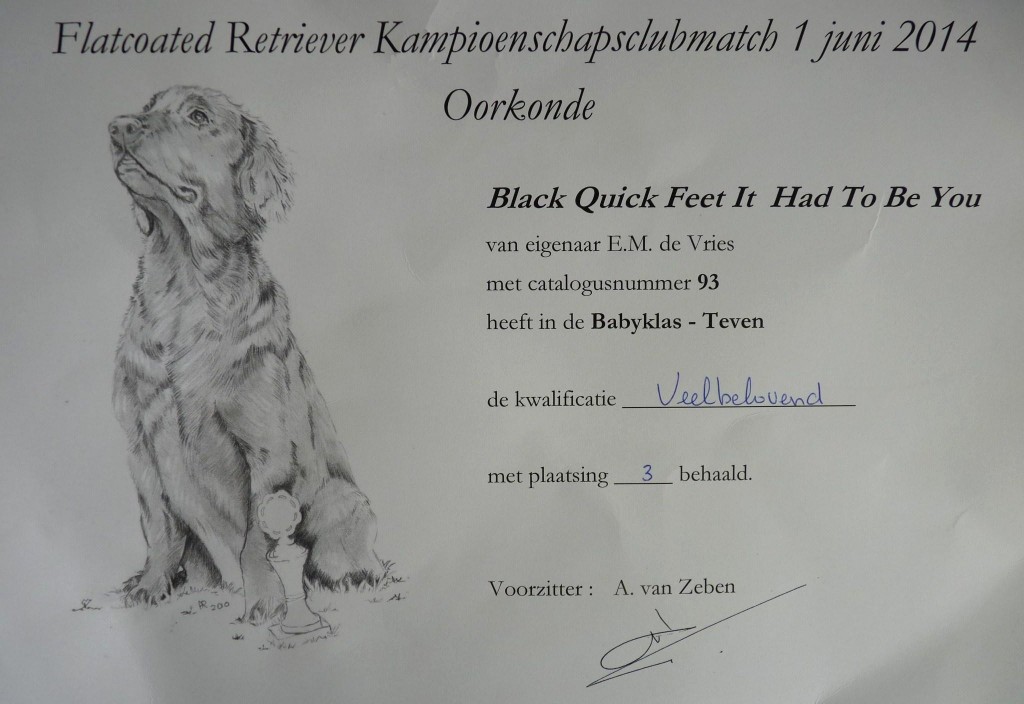 Flatcoated Retriever Kampioenschapsclubmatch 1 juni 2014
Oorkonde
Black Quick Feet It Had To Be You
van eigenaar E.M. de Vries
met catalogusnummer 93
heeft in de Babyklas - Teven
de kwalificatie Veelbelovend
met plaatsing 3 behaald.
Voorzitter : A. van Zeben